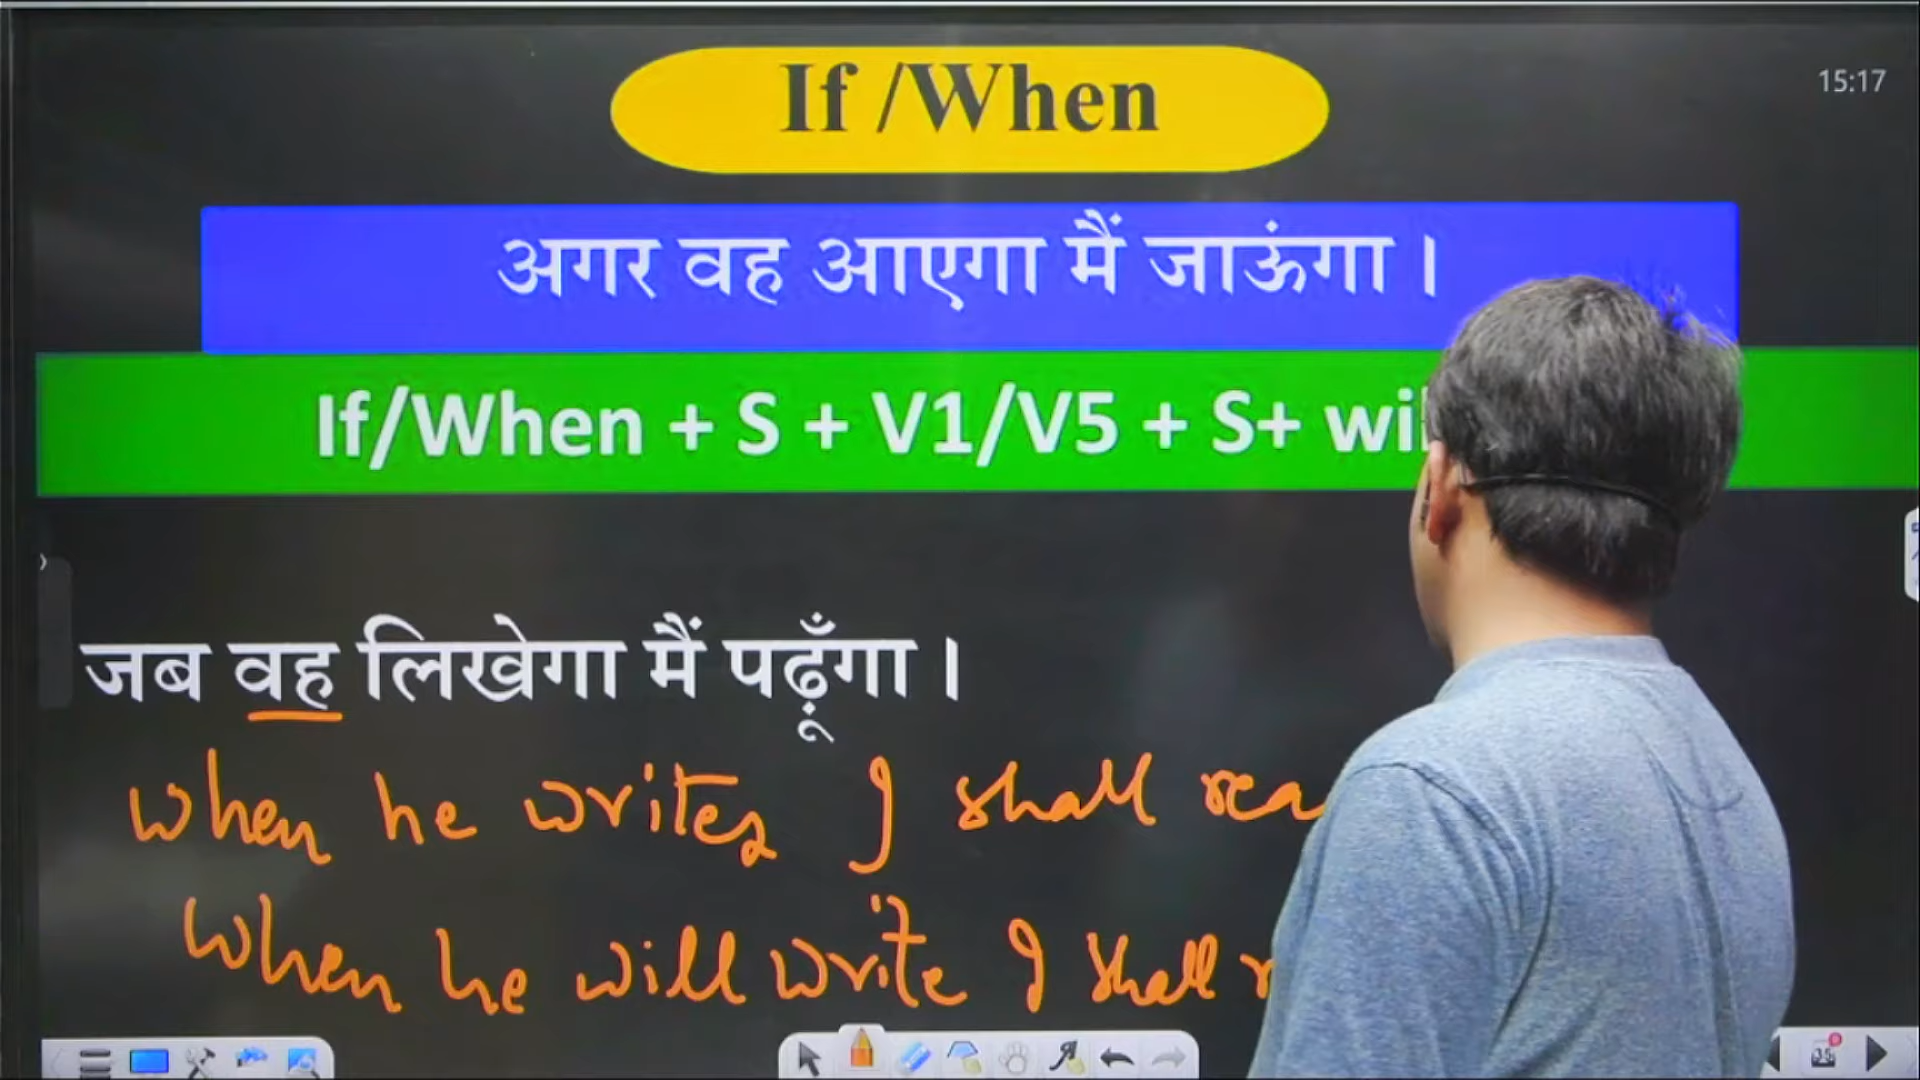 If /When
15:17
अगर वह आएगा मैं जाऊंगा ।
If/When + S + V1/V5 + S+
जब वह लिखेगा मैं पढ़ूँगा ।
When he writes I shall
When he will write I shall